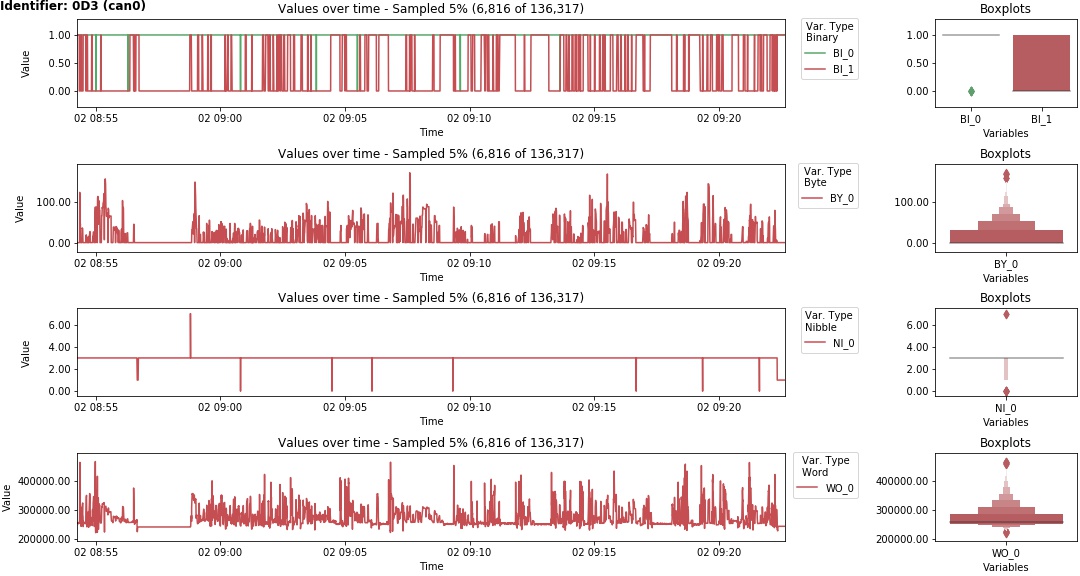 Identifier: 0D3 (can0)
Values over time - Sampled 5% (6,816 of 136,317)
Boxplots
Value
1.00
0.50
0.00
02 08:55
02 09:00
02 09:05
02 09:10
02 09:15
02 09:20
Time
Var. Type
Binary
BI_0
BI_1
1.00
0.50
0.00
BI_0
BI_1
Variables
Values over time - Sampled 5% (6,816 of 136,317)
Boxplots
Value
100.00
0.00
02 08:55
02 09:00
02 09:05
02 09:10
02 09:15
02 09:20
Time
Var. Type
Byte
BY_0
100.00
0.00
BY_0
Variables
Values over time - Sampled 5% (6,816 of 136,317)
Boxplots
Value
6.00
4.00
2.00
0.00
02 08:55
02 09:00
02 09:05
02 09:10
02 09:15
02 09:20
Time
Var. Type
Nibble
NI_0
6.00
4.00
2.00
0.00
NI_0
Variables
Values over time - Sampled 5% (6,816 of 136,317)
Boxplots
Value
400000.00
300000.00
200000.00
02 08:55
02 09:00
02 09:05
02 09:10
02 09:15
02 09:20
Time
Var. Type
Word
WO_0
400000.00
300000.00
200000.00
WO_0
Variables